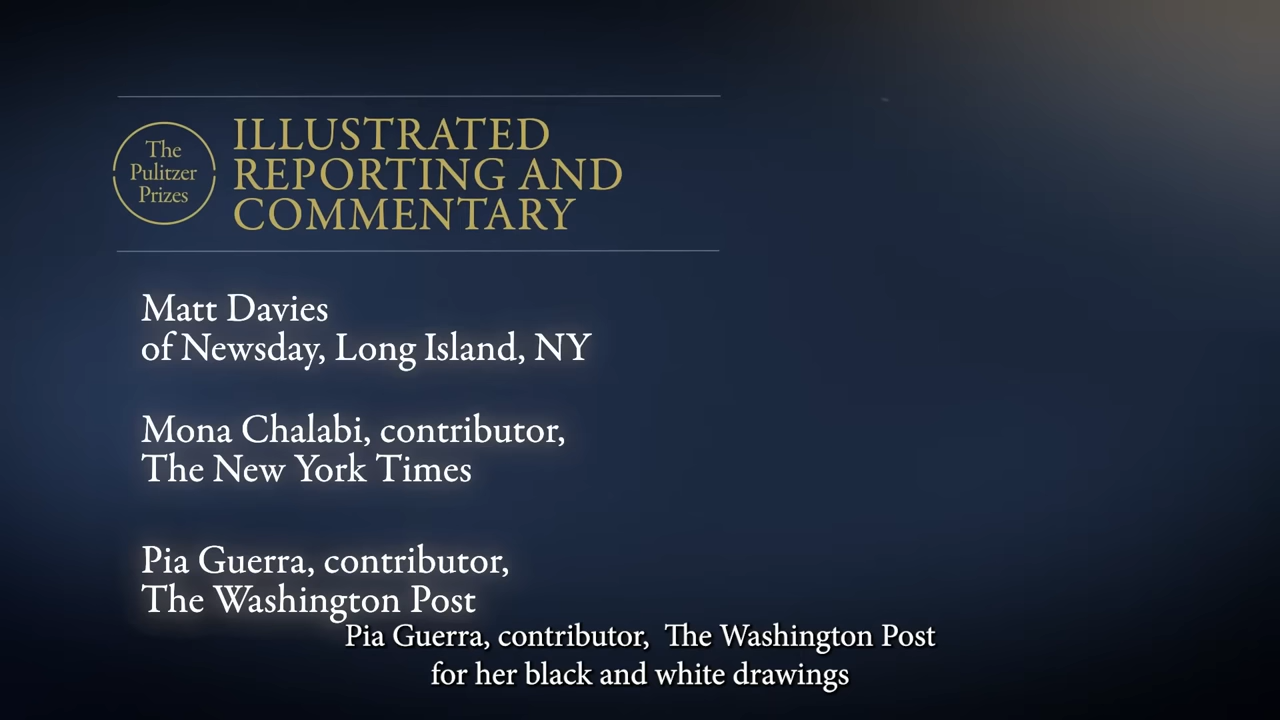 The
Pulitzer
Prizes
ILLUSTRATED
REPORTING AND
COMMENTARY
Matt Davies
of Newsday, Long Island, NY
Mona Chalabi, contributor,
The New York Times
Pia Guerra, contributor,
The Washington Post
Pia Guerra, contributor, The Washington Post
for her black and white drawings